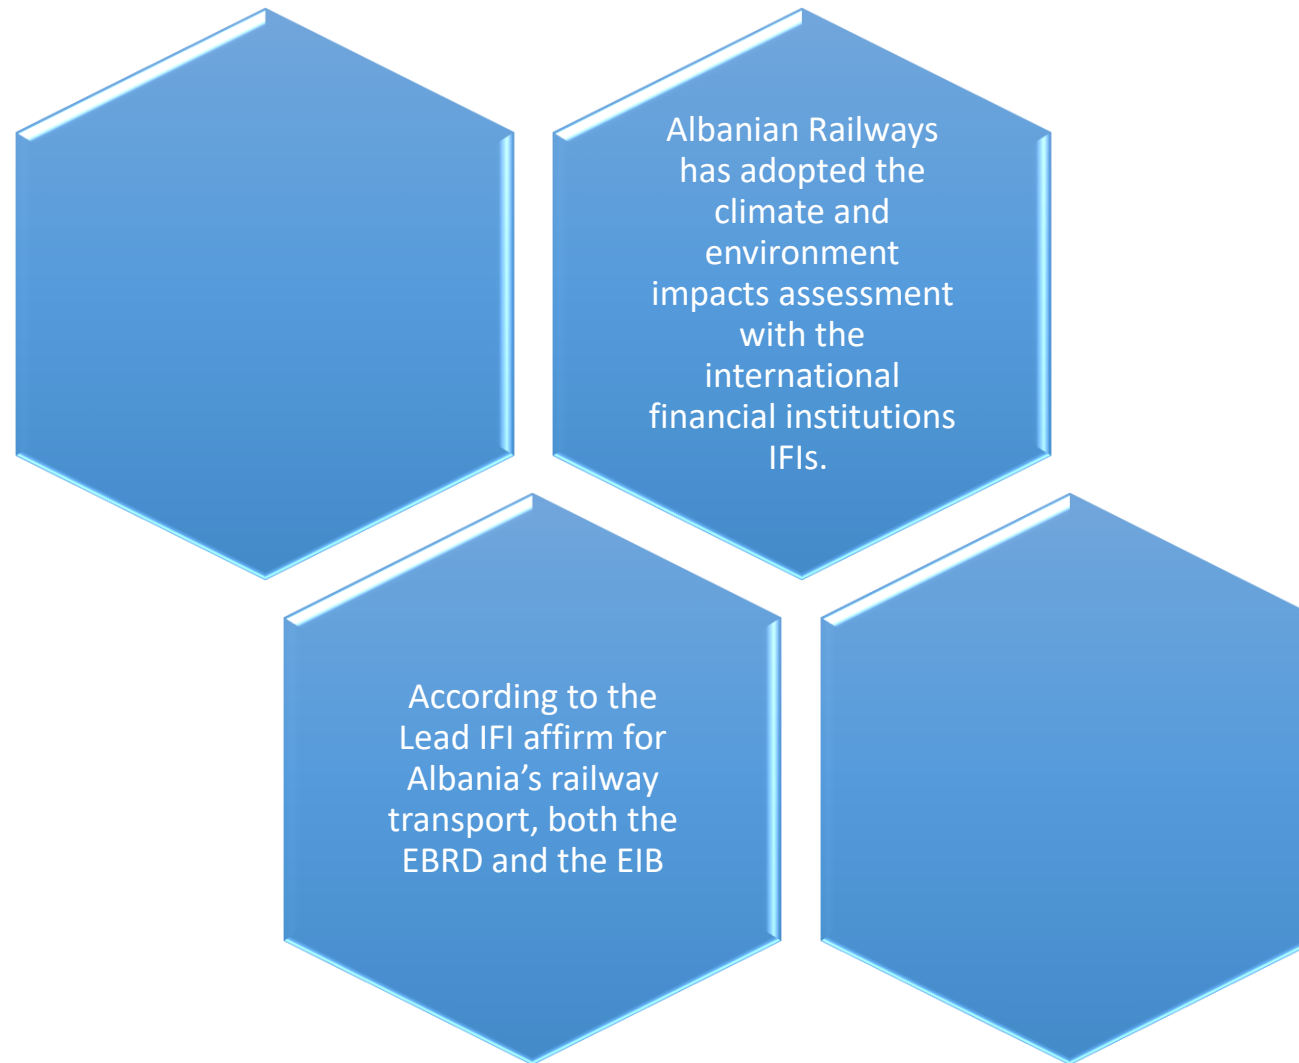 Albanian Railways
has adopted the
climate and
environment
impacts assessment
with the
international
financial institutions
IFIs.
According to the
Lead IFI affirm for
Albania’s railway
transport, both the
EBRD and the EIB